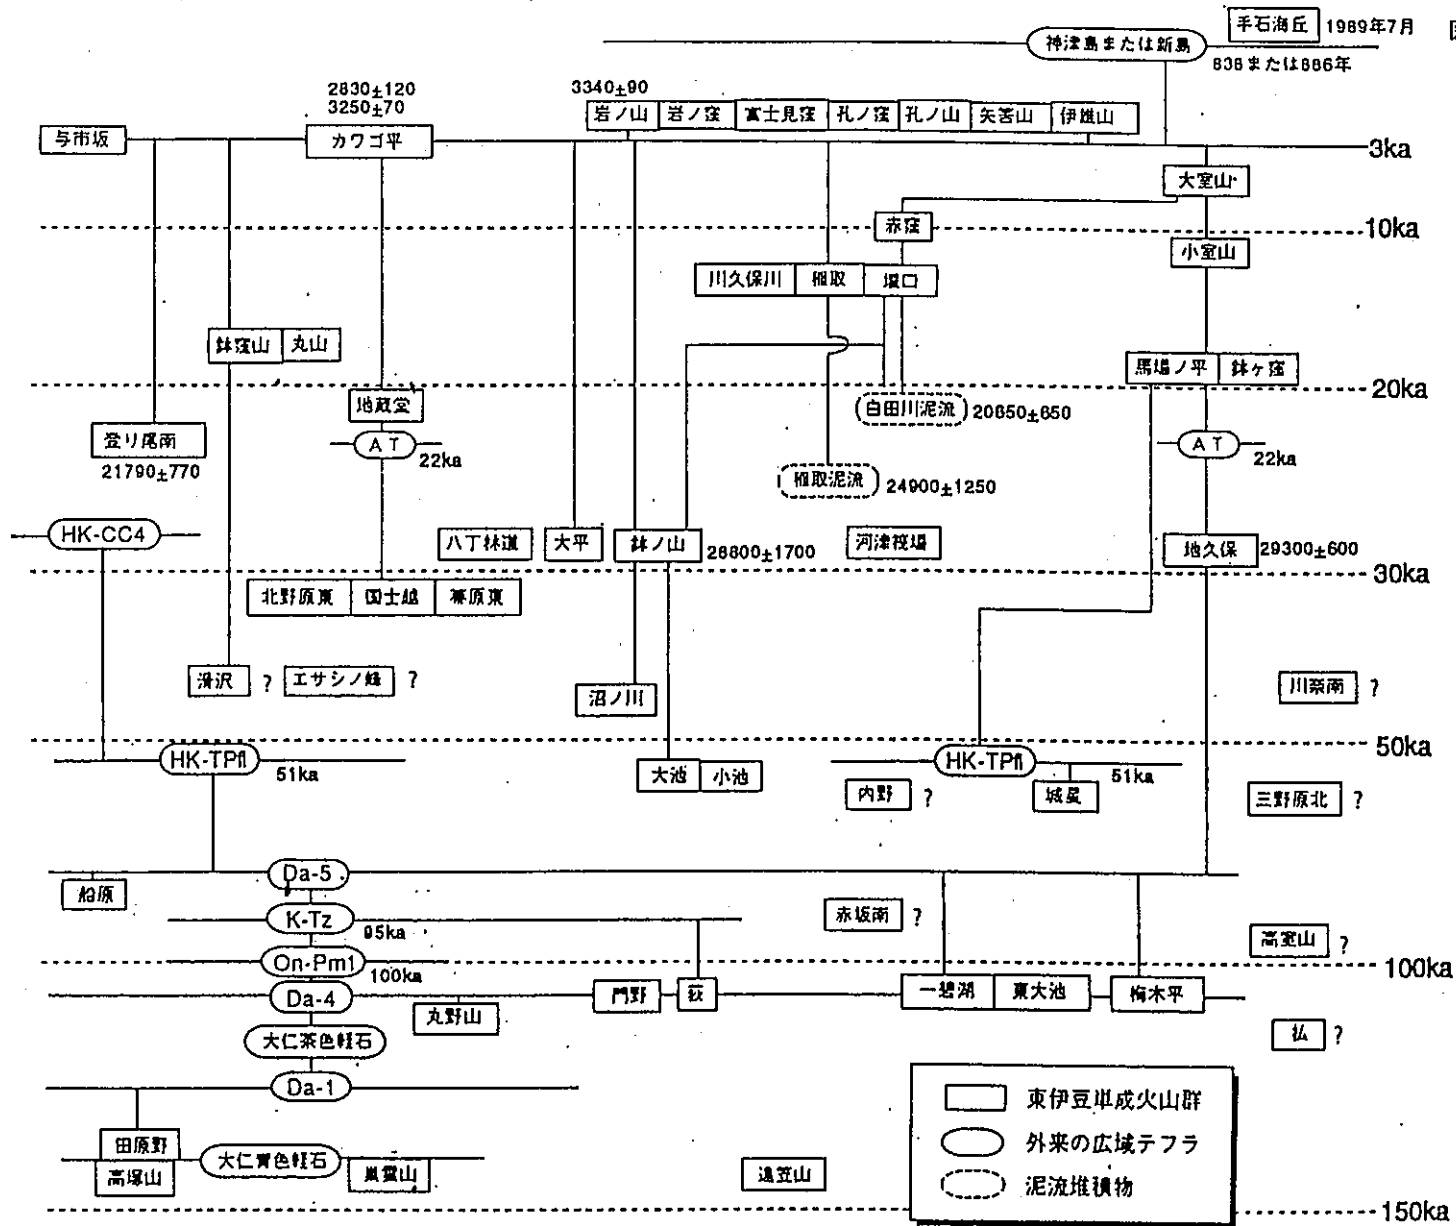 手石海丘 1989年7月
神津島または新島
838または886年
2830±120
3250±70
3340±90
岩ノ山 岩ノ窪 富士見窪 孔ノ窪 孔ノ山 矢筈山 伊雄山
与市坂 カワゴ平
3ka
大室山
赤窪
10ka
小室山
川久保川 稲取 堰口
鉢窪山 丸山
馬場ノ平 鉢ヶ窪
20ka
地蔵堂
白田川泥流 20650±650
登り尾南
21790±770
AT
22ka
AT
22ka
稲取泥流 24900±1250
HK-CC4
八丁林道 大平 鉢ノ山 28800±1700 河津筏場 地久保 29300±600
30ka
北野原東 国士越 茅原東
滑沢 ? エサシノ峰 ?
沼ノ川
川奈南 ?
50ka
HK-TPfl
51ka
HK-TPfl
51ka
大池 小池
内野 ?
城星
三野原北 ?
Da-5
船原
K-Tz
95ka
赤坂南 ?
高室山 ?
On-Pm1
100ka
100ka
Da-4
丸野山
門野 荻 一碧湖 東大池 梅木平
大仁茶色軽石
払 ?
Da-1
田原野
高塚山
大仁青色軽石
巣雲山
遠笠山
150ka
東伊豆単成火山群
外来の広域テフラ
泥流堆積物